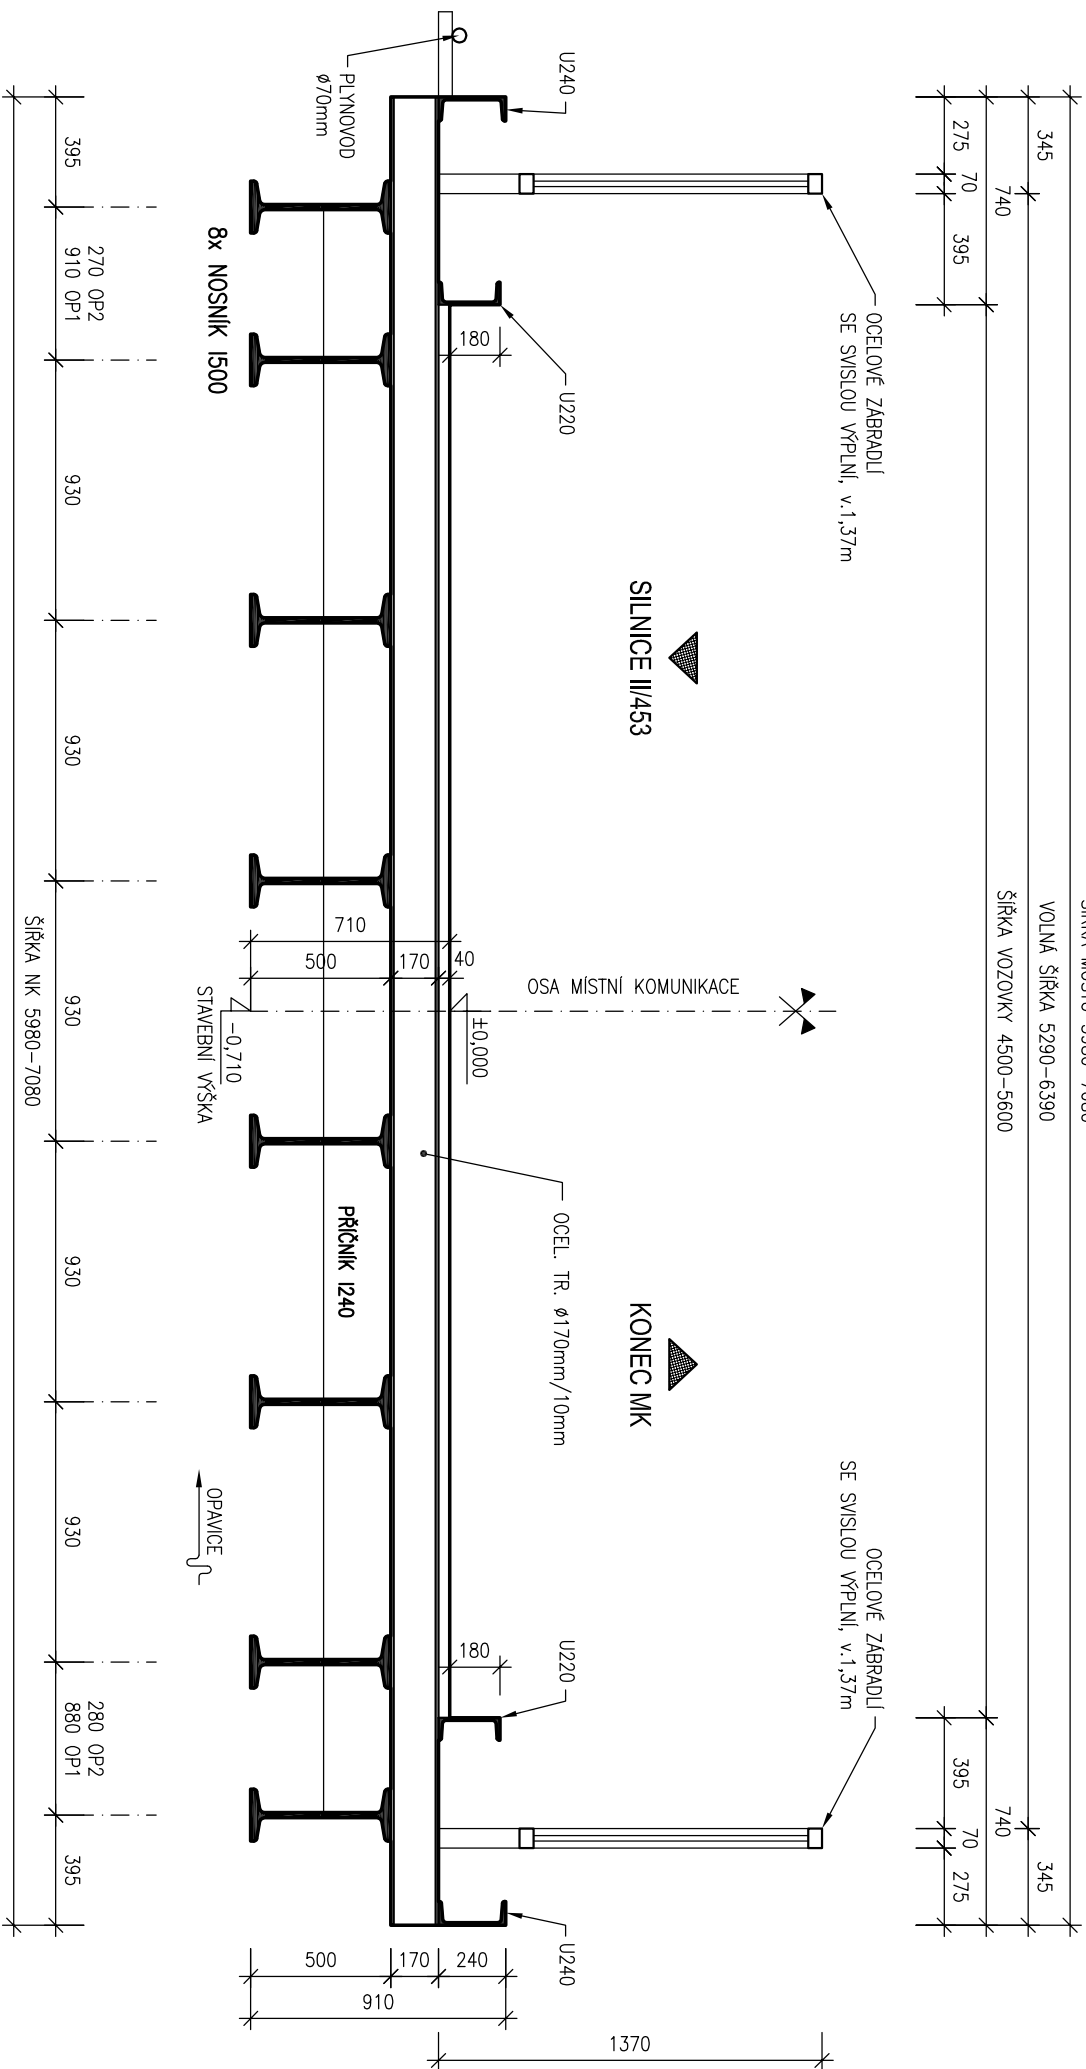 VOLNÁ ŠÍŘKA 5290-6390
ŠÍŘKA VOZOVKY 4500-5600
345
740
275
70
395
345
740
395
70
275
OCELOVÉ ZÁBRADLÍ
SE SVISLOU VÝPLNÍ, v.1,37m
OCELOVÉ ZÁBRADLÍ
SE SVISLOU VÝPLNÍ, v.1,37m
SILNICE II/453
KONEC MK
OSA MÍSTNÍ KOMUNIKACE
U240
U220
U220
U240
180
180
PLYNOVOD
ø70mm
OCEL. TR. ø170mm/10mm
±0,000
40
170
500
710
-0,710
STAVEBNÍ VÝŠKA
PŘÍČNÍK I240
8x NOSNÍK I500
OPAVICE
240
170
500
910
1370
395
270 OP2
910 OP1
930
930
930
930
930
280 OP2
880 OP1
395
ŠÍŘKA NK 5980-7080